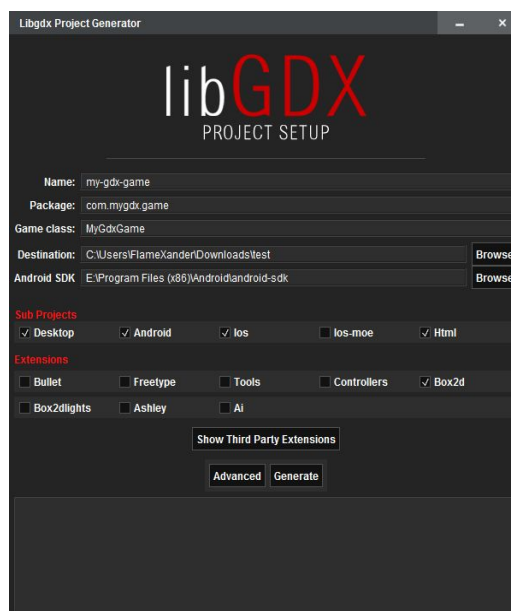 Libgdx Project Generator
libGDX
PROJECT SETUP
Name: my-gdx-game
Package: com.mygdx.game
Game class: MyGdxGame
Destination: C:\Users\FlameXander\Downloads\test Browse
Android SDK E:\Program Files (x86)\Android\android-sdk Browse
Sub Projects
Desktop Android Ios Ios-moe Html
Extensions
Bullet Freetype Tools Controllers Box2d
Box2dlights Ashley Ai
Show Third Party Extensions
Advanced Generate